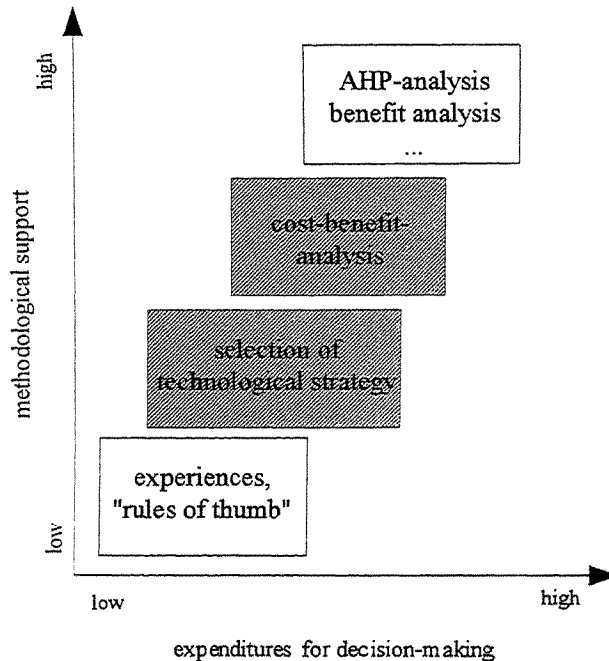 high
AHP-analysis
benefit analysis
...
methodological support
cost-benefit-
analysis
selection of
technological strategy
experiences,
"rules of thumb"
low
low
high
expenditures for decision-making